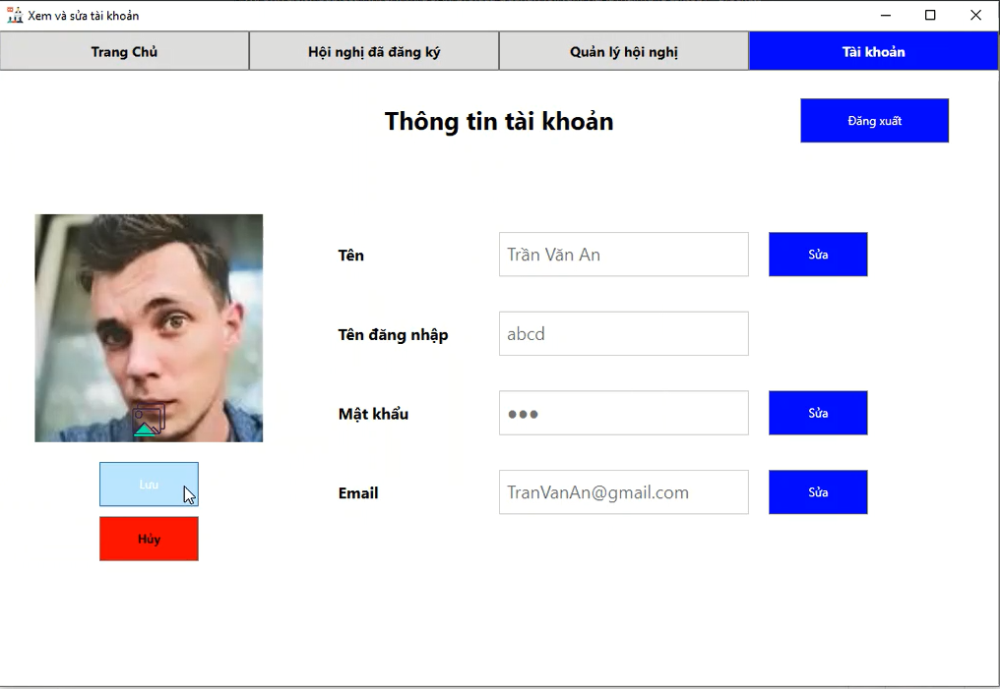 Xem và sửa tài khoản
Trang Chủ
Hội nghị đã đăng ký
Quản lý hội nghị
Tài khoản
Thông tin tài khoản
Đăng xuất
Tên
Trần Văn An
Sửa
Tên đăng nhập
abcd
Mật khẩu
●●●
Sửa
Lưu
Email
TranVanAn@gmail.com
Sửa
Hủy